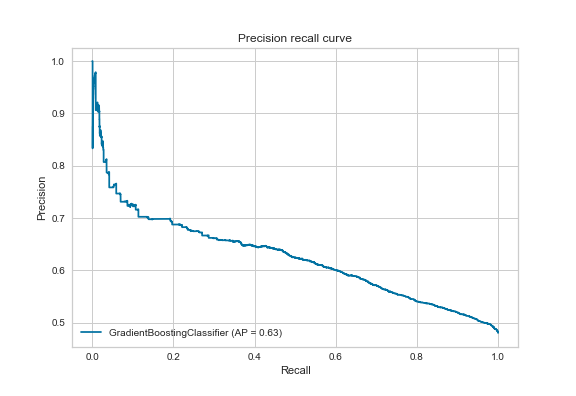 Precision recall curve
1.0
0.9
0.8
0.7
0.6
0.5
Precision
GradientBoostingClassifier (AP = 0.63)
0.0 0.2 0.4 0.6 0.8 1.0
Recall